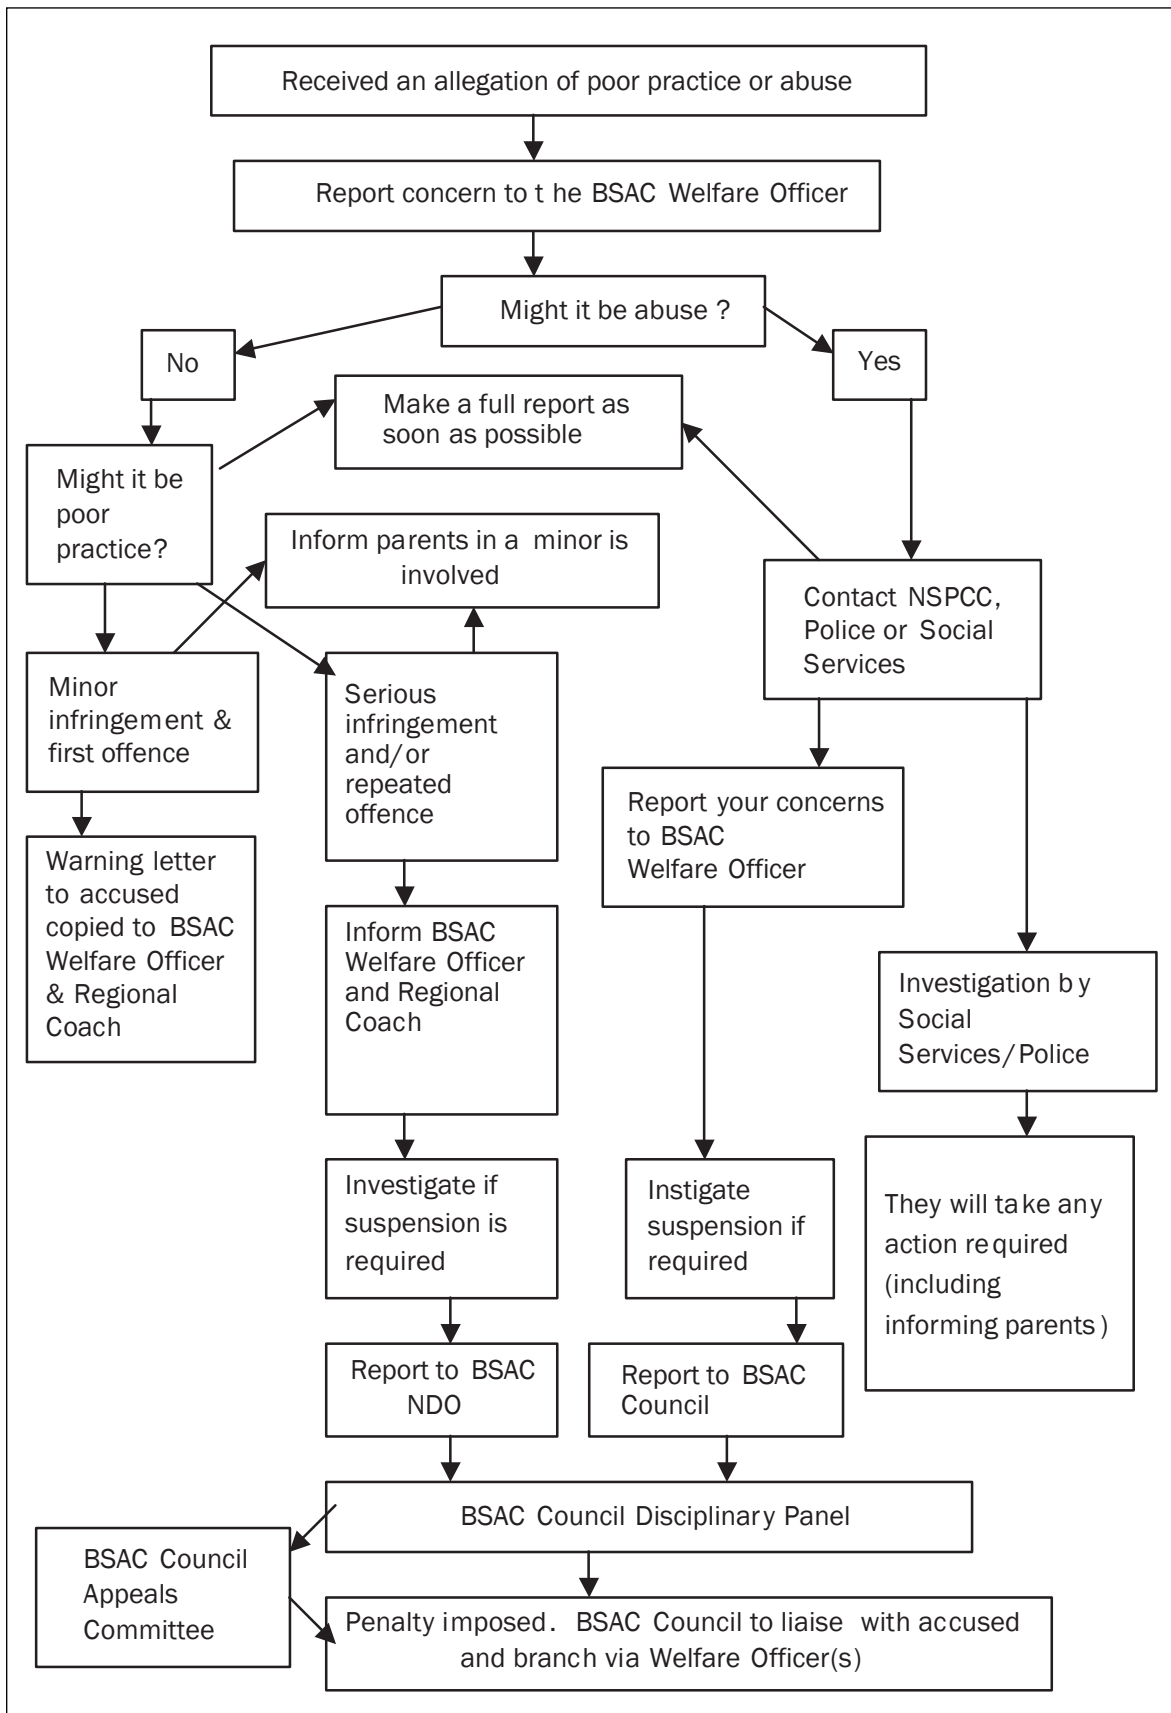 Received an allegation of poor practice or abuse
Report concern to t he BSAC Welfare Officer
Might it be abuse ?
No
Yes
Make a full report as
soon as possible
Might it be
poor
practice?
Inform parents in a minor is
involved
Contact NSPCC,
Police or Social
Services
Minor
infringement &
first offence
Serious
infringement
and/or
repeated
offence
Report your concerns
to BSAC
Welfare Officer
Warning letter
to accused
copied to BSAC
Welfare Officer
& Regional
Coach
Inform BSAC
Welfare Officer
and Regional
Coach
Investigation b y
Social
Services/Police
Investigate if
suspension is
required
Instigate
suspension if
required
They will take any
action required
(including
informing parents )
Report to BSAC
NDO
Report to BSAC
Council
BSAC Council Disciplinary Panel
BSAC Council
Appeals
Committee
Penalty imposed. BSAC Council to liaise with accused
and branch via Welfare Officer(s)